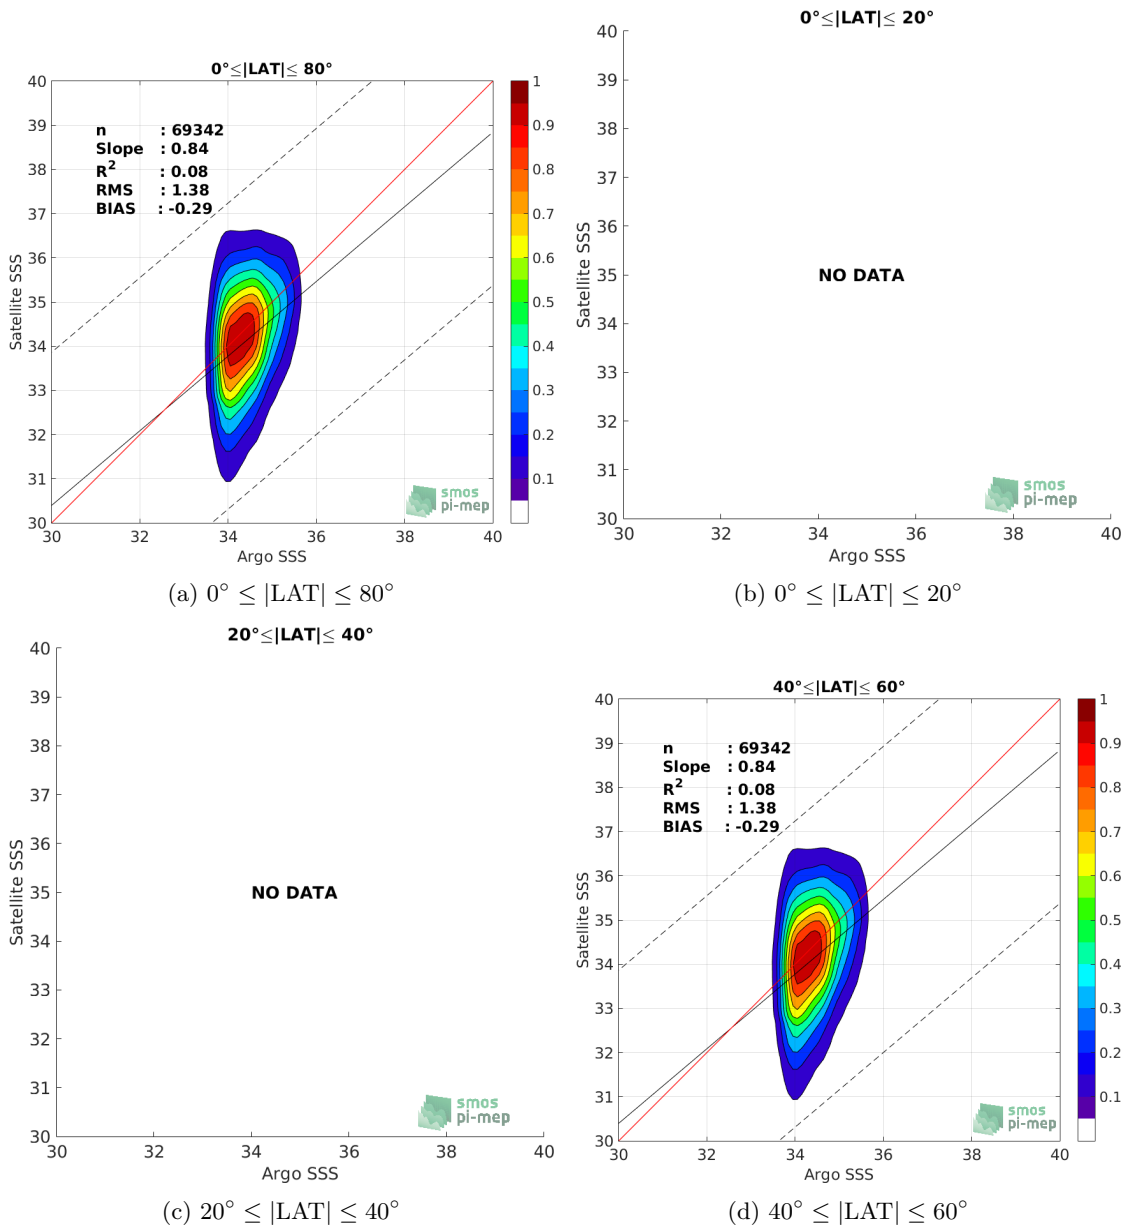 0°≤|LAT|≤ 80°
40
39
38
37
36
35
34
33
32
31
30
Satellite SSS
n : 69342
Slope : 0.84
R² : 0.08
RMS : 1.38
BIAS : -0.29
smos
pi-mep
30 32 34 36 38 40
Argo SSS
1
0.9
0.8
0.7
0.6
0.5
0.4
0.3
0.2
0.1
(a) 0° ≤ |LAT| ≤ 80°
0°≤|LAT|≤ 20°
40
39
38
37
36
35
34
33
32
31
30
Satellite SSS
NO DATA
smos
pi-mep
30 32 34 36 38 40
Argo SSS
(b) 0° ≤ |LAT| ≤ 20°
20°≤|LAT|≤ 40°
40
39
38
37
36
35
34
33
32
31
30
Satellite SSS
NO DATA
smos
pi-mep
30 32 34 36 38 40
Argo SSS
(c) 20° ≤ |LAT| ≤ 40°
40°≤|LAT|≤ 60°
40
39
38
37
36
35
34
33
32
31
30
Satellite SSS
n : 69342
Slope : 0.84
R² : 0.08
RMS : 1.38
BIAS : -0.29
smos
pi-mep
30 32 34 36 38 40
Argo SSS
1
0.9
0.8
0.7
0.6
0.5
0.4
0.3
0.2
0.1
(d) 40° ≤ |LAT| ≤ 60°